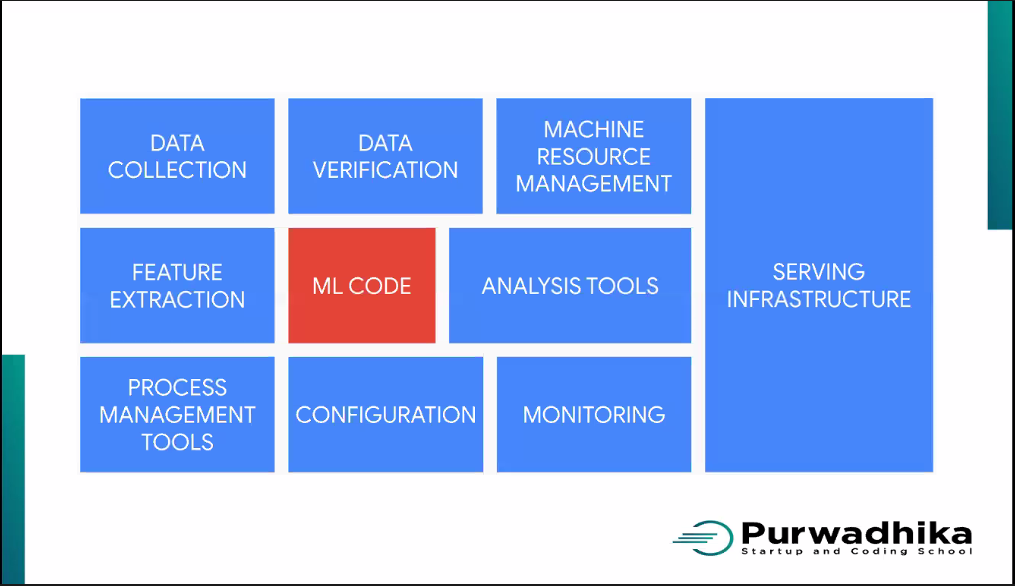 DATA
COLLECTION
DATA
VERIFICATION
MACHINE
RESOURCE
MANAGEMENT
FEATURE
EXTRACTION
ML CODE
ANALYSIS TOOLS
SERVING
INFRASTRUCTURE
PROCESS
MANAGEMENT
TOOLS
CONFIGURATION
MONITORING
Purwadhika
Startup and Coding School